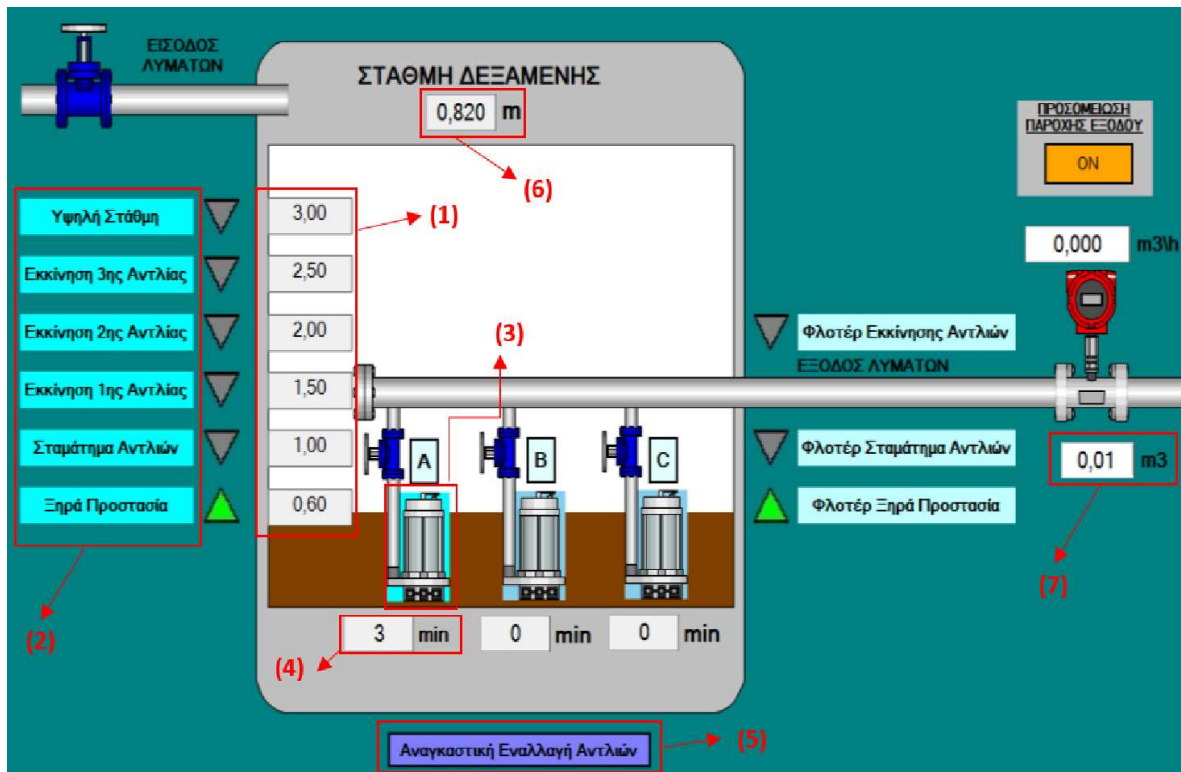 ΕΙΣΟΔΟΣ
ΛΥΜΑΤΩΝ
ΣΤΑΘΜΗ ΔΕΞΑΜΕΝΗΣ
0,820 m
(6)
ΠΡΟΣΟΜΕΙΩΣΗ
ΠΑΡΟΧΗΣ ΕΞΟΔΟΥ
ON
(1)
Υψηλή Στάθμη
3,00
0,000 m3\h
Εκκίνηση 3ης Αντλίας
2,50
Εκκίνηση 2ης Αντλίας
2,00
(3)
Φλοτέρ Εκκίνησης Αντλιών
ΕΞΟΔΟΣ ΛΥΜΑΤΩΝ
Εκκίνηση 1ης Αντλίας
1,50
Σταμάτημα Αντλιών
1,00
A
B
C
Φλοτέρ Σταμάτημα Αντλιών
0,01 m3
Ξηρά Προστασία
0,60
Φλοτέρ Ξηρά Προστασία
(7)
(2)
3 min
0 min
0 min
(4)
Αναγκαστική Εναλλαγή Αντλιών
(5)